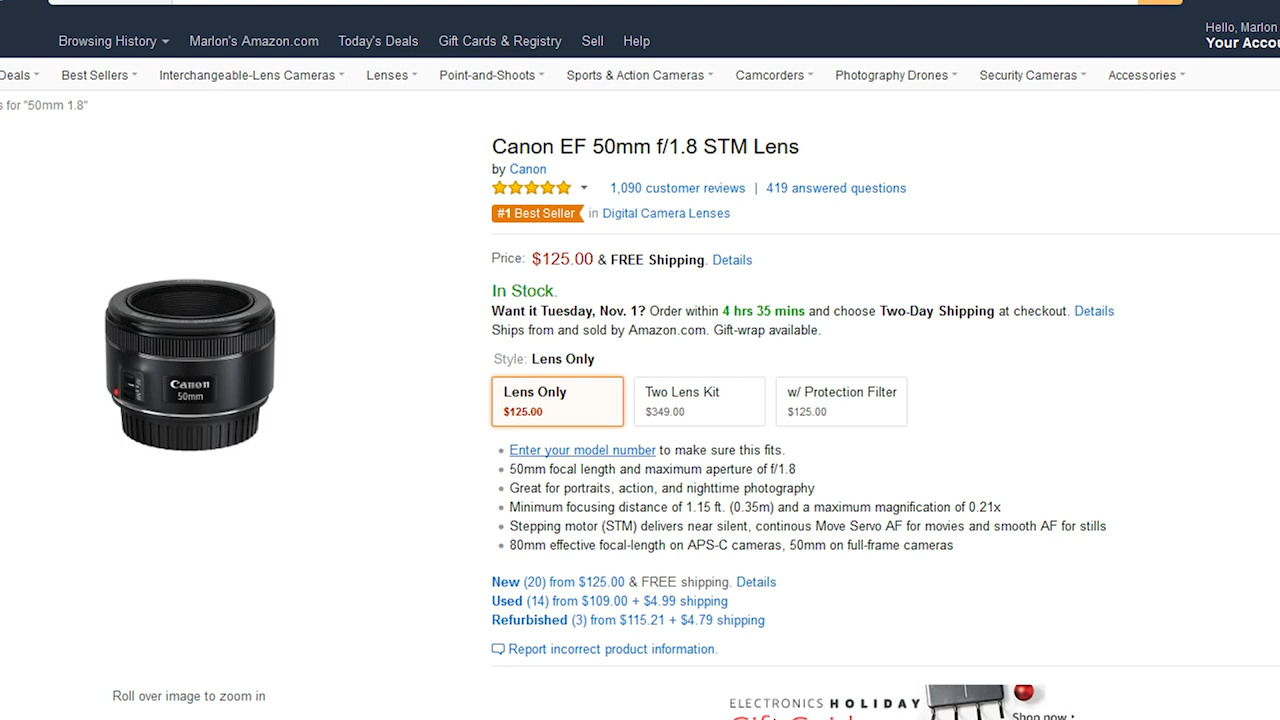 Hello, Marlon
Browsing History Marlon's Amazon.com Today's Deals Gift Cards & Registry Sell Help
Your
Deals Best Sellers Interchangeable-Lens Cameras Lenses Point-and-Shoots Sports & Action Cameras Camcorders Photography Drones Security Cameras Accessories
s for "50mm 1.8"
Canon EF 50mm f/1.8 STM Lens
by Canon
1,090 customer reviews | 419 answered questions
#1 Best Seller in Digital Camera Lenses
Price: $125.00 & FREE Shipping. Details
In Stock.
Want it Tuesday, Nov. 1? Order within 4 hrs 35 mins and choose Two-Day Shipping at checkout. Details
Ships from and sold by Amazon.com. Gift-wrap available.
Style: Lens Only
Lens Only Two Lens Kit w/ Protection Filter
$125.00 $349.00 $125.00
Canon
50mm
• Enter your model number to make sure this fits.
• 50mm focal length and maximum aperture of f/1.8
• Great for portraits, action, and nighttime photography
• Minimum focusing distance of 1.15 ft. (0.35m) and a maximum magnification of 0.21x
• Stepping motor (STM) delivers near silent, continous Move Servo AF for movies and smooth AF for stills
• 80mm effective focal-length on APS-C cameras, 50mm on full-frame cameras
New (20) from $125.00 & FREE shipping. Details
Used (14) from $109.00 + $4.99 shipping
Refurbished (3) from $115.21 + $4.79 shipping
Report incorrect product information.
Roll over image to zoom in
ELECTRONICS HOLIDAY
Shop now